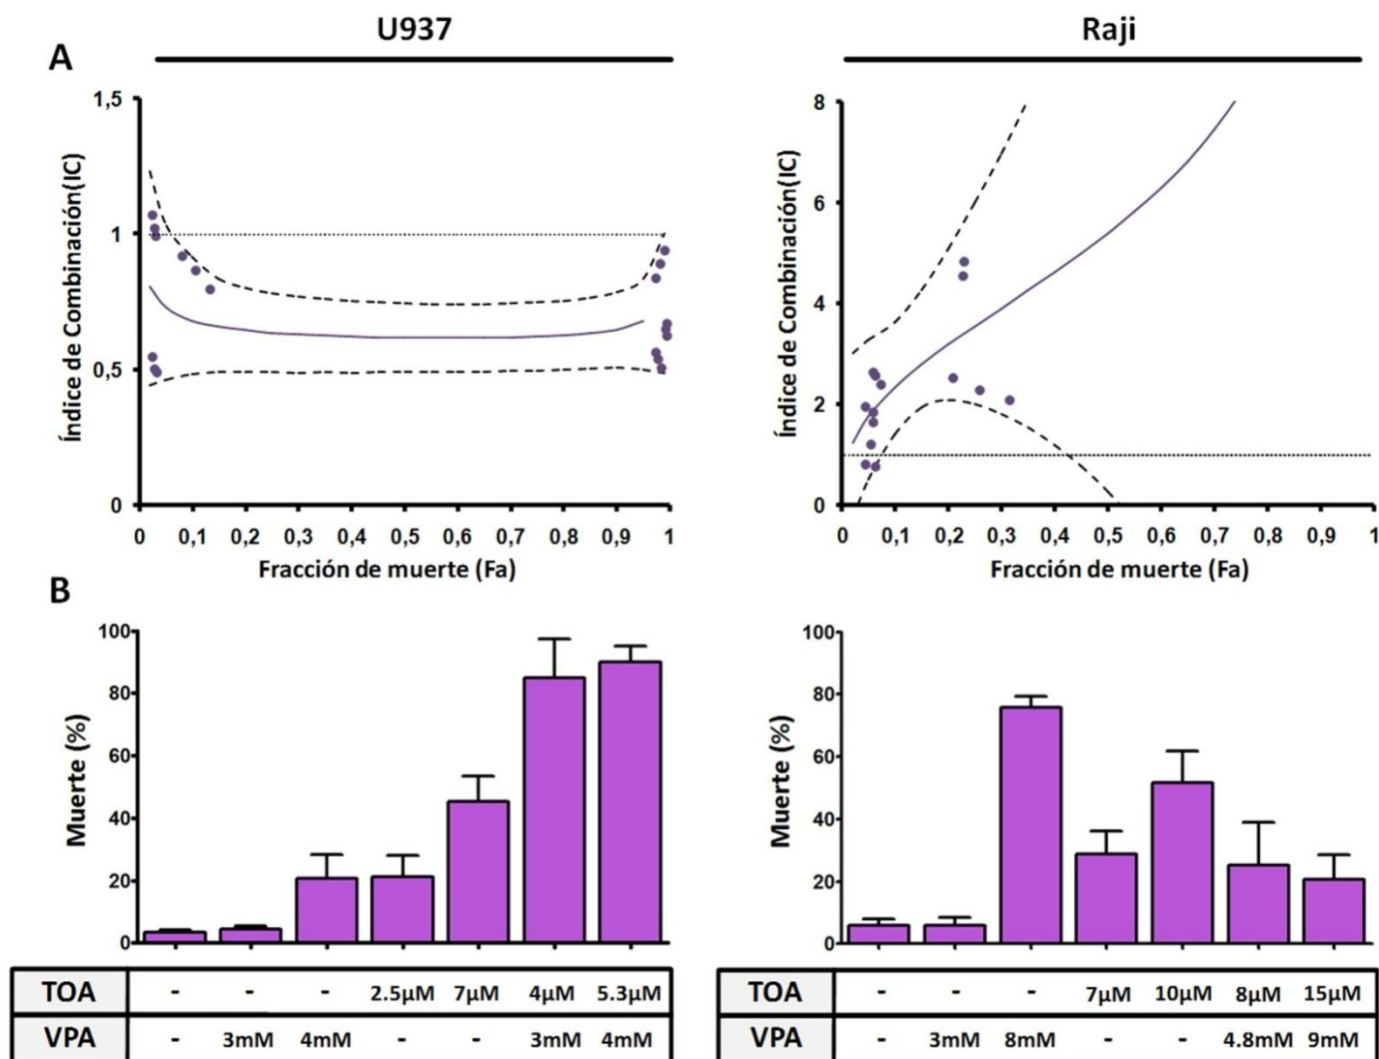 U937
Raji
A
Índice de Combinación(IC)
1,5
1
0,5
0
0 0,1 0,2 0,3 0,4 0,5 0,6 0,7 0,8 0,9 1
Fracción de muerte (Fa)
Índice de Combinación(IC)
8
6
4
2
0
0 0,1 0,2 0,3 0,4 0,5 0,6 0,7 0,8 0,9 1
Fracción de muerte (Fa)
B
Muerte (%)
100
80
60
40
20
0
TOA - - - 2.5µM 7µM 4µM 5.3µM
VPA - 3mM 4mM - - 3mM 4mM
Muerte (%)
100
80
60
40
20
0
TOA - - - 7µM 10µM 8µM 15µM
VPA - 3mM 8mM - - 4.8mM 9mM